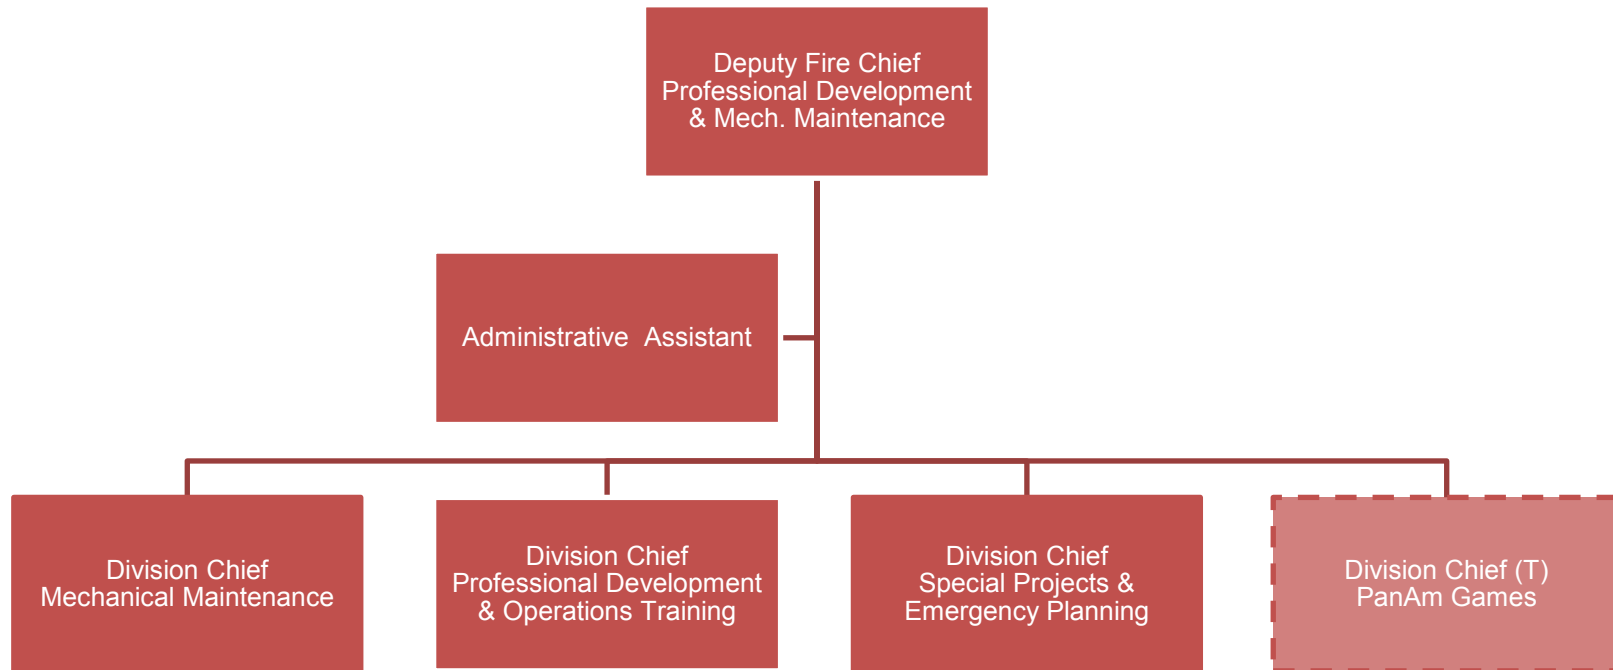 Deputy Fire Chief
Professional Development
& Mech. Maintenance
Administrative Assistant
Division Chief
Mechanical Maintenance
Division Chief
Professional Development
& Operations Training
Division Chief
Special Projects &
Emergency Planning
Division Chief (T)
PanAm Games